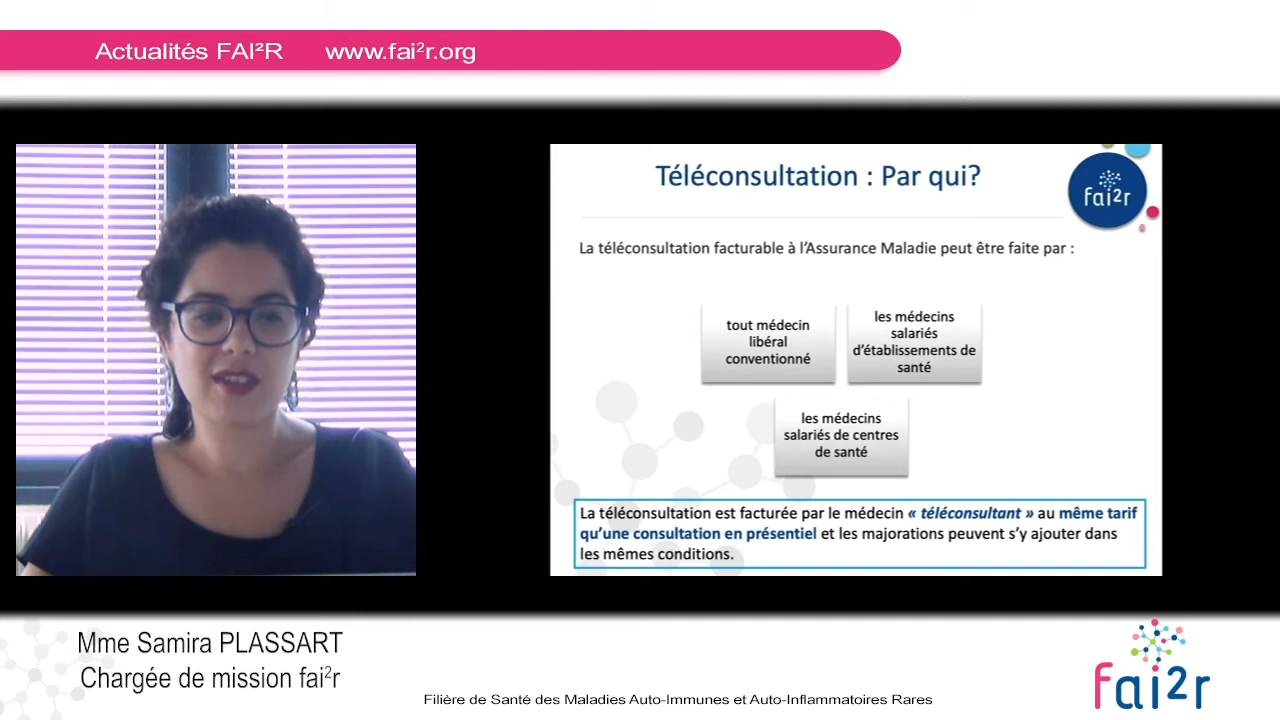 Actualités FAI²R www.fai²r.org
Téléconsultation : Par qui?
fai2r
La téléconsultation facturable à l'Assurance Maladie peut être faite par :
tout médecin
libéral
conventionné
les médecins
salariés
d'établissements de
santé
les médecins
salariés de centres
de santé
La téléconsultation est facturée par le médecin « téléconsultant » au même tarif
qu'une consultation en présentiel et les majorations peuvent s'y ajouter dans
les mêmes conditions.
Mme Samira PLASSART
Chargée de mission fai²r
Filière de Santé des Maladies Auto-Immunes et Auto-Inflammatoires Rares
fai2r